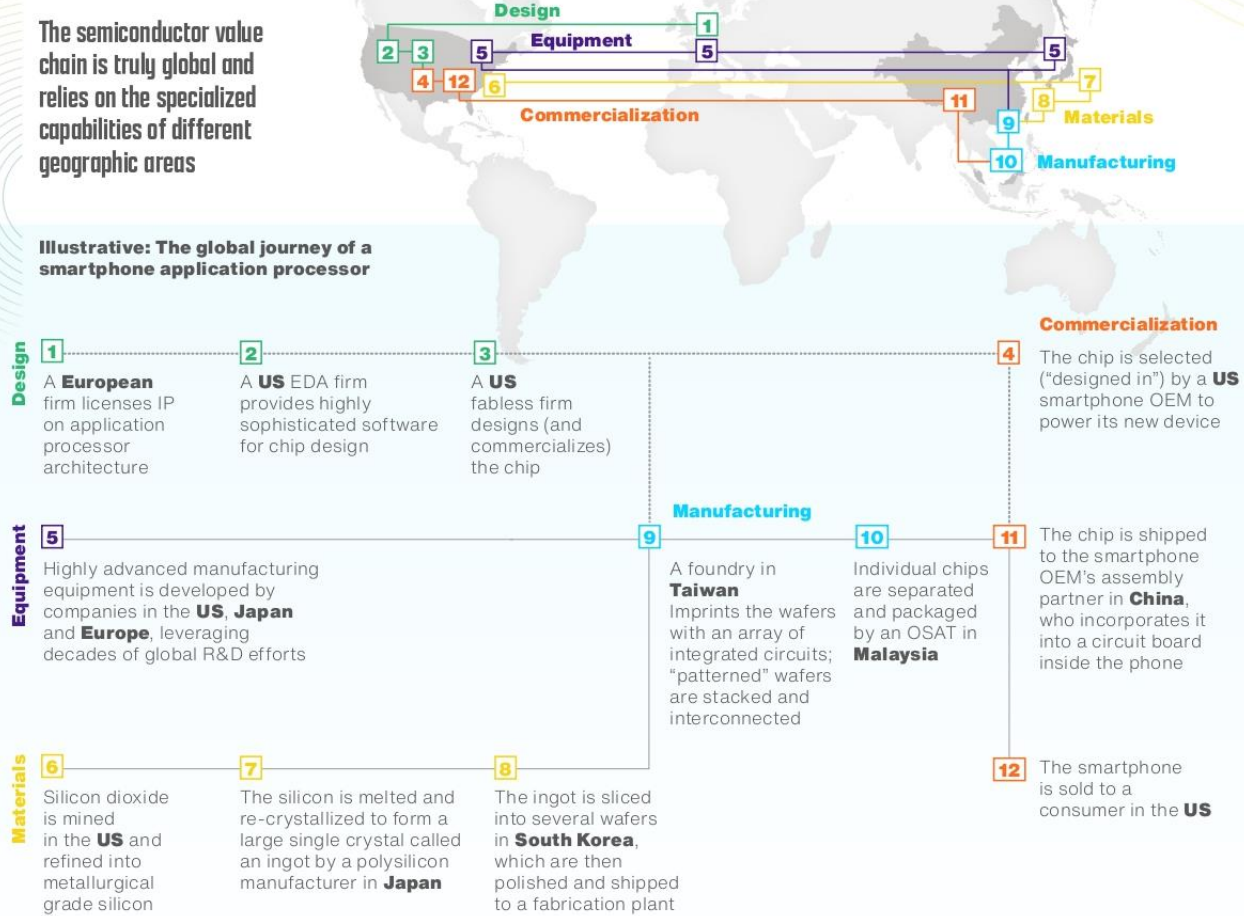 The semiconductor value
chain is truly global and
relies on the specialized
capabilities of different
geographic areas
Design
1
2
3
Equipment
5
5
5
4
12
6
7
8
Materials
Commercialization
11
9
10
Manufacturing
Illustrative: The global journey of a
smartphone application processor
Design
1
A European
firm licenses IP
on application
processor
architecture
2
A US EDA firm
provides highly
sophisticated software
for chip design
3
A US
fabless firm
designs (and
commercializes)
the chip
Commercialization
4
The chip is selected
(“designed in”) by a US
smartphone OEM to
power its new device
Equipment
5
Highly advanced manufacturing
equipment is developed by
companies in the US, Japan
and Europe, leveraging
decades of global R&D efforts
Manufacturing
9
A foundry in
Taiwan
Imprints the wafers
with an array of
integrated circuits;
“patterned” wafers
are stacked and
interconnected
10
Individual chips
are separated
and packaged
by an OSAT in
Malaysia
11
The chip is shipped
to the smartphone
OEM’s assembly
partner in China,
who incorporates it
into a circuit board
inside the phone
Materials
6
Silicon dioxide
is mined
in the US and
refined into
metallurgical
grade silicon
7
The silicon is melted and
re-crystallized to form a
large single crystal called
an ingot by a polysilicon
manufacturer in Japan
8
The ingot is sliced
into several wafers
in South Korea,
which are then
polished and shipped
to a fabrication plant
12
The smartphone
is sold to a
consumer in the US